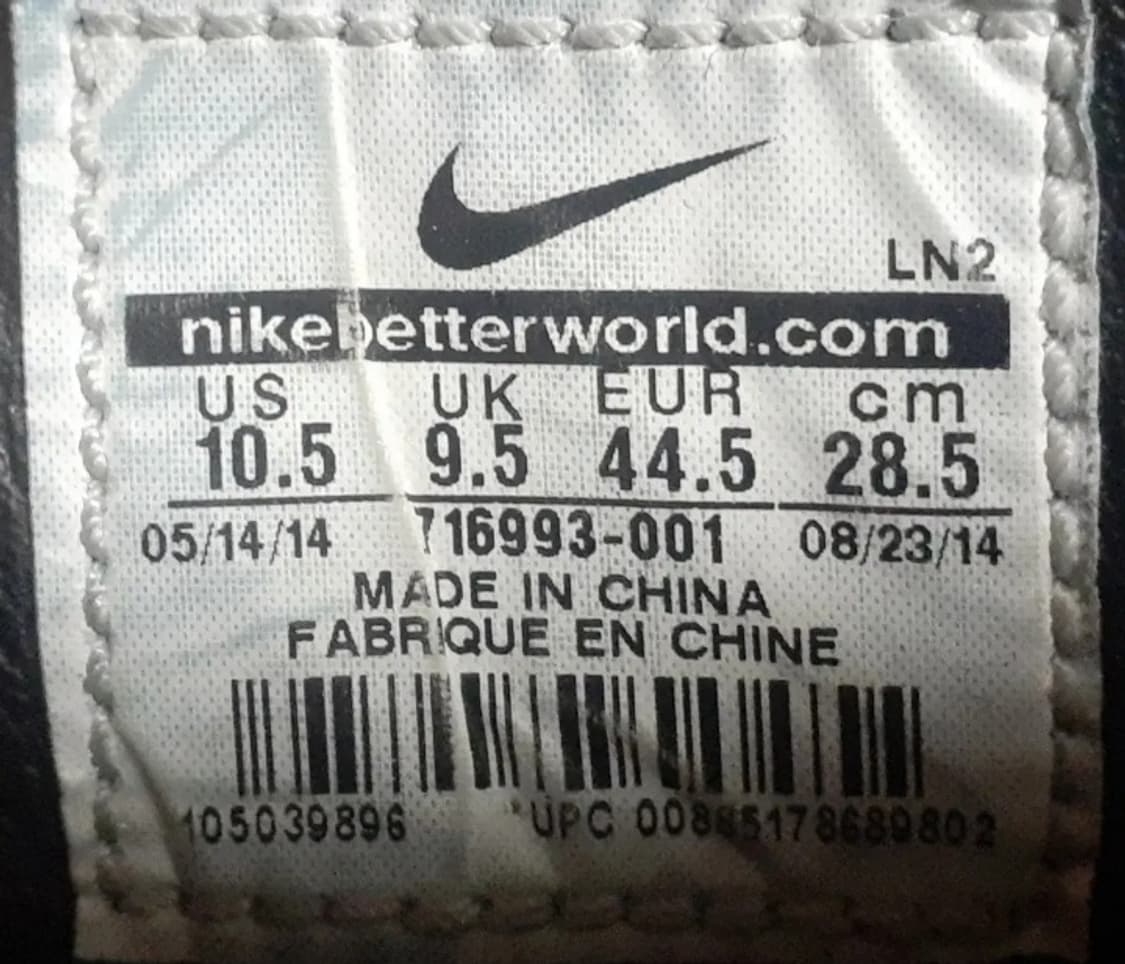 LN2
nikebetterworld.com
US UK EUR cm
10.5 9.5 44.5 28.5
05/14/14 716993-001 08/23/14
MADE IN CHINA
FABRIQUE EN CHINE
105039896 UPC 00885178689802